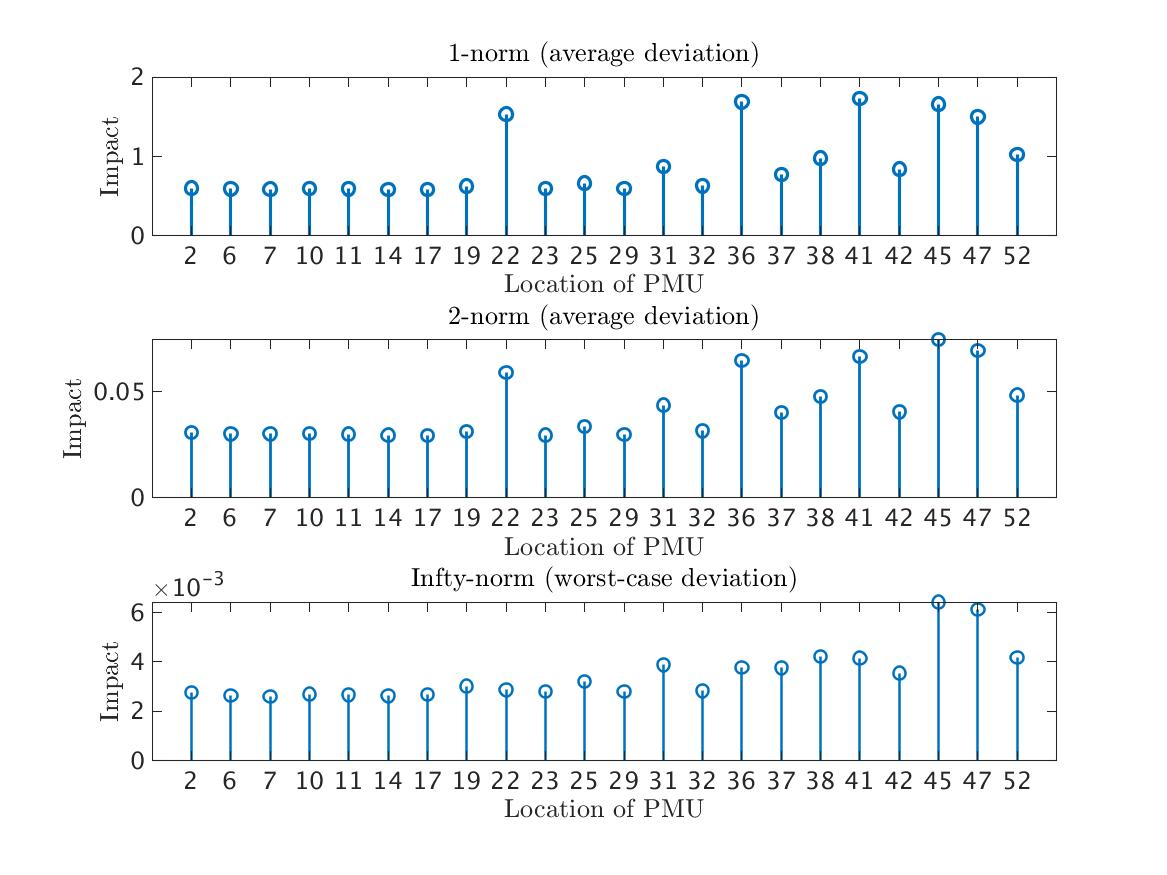 1-norm (average deviation)
2
1
0
Impact
2 6 7 10 11 14 17 19 22 23 25 29 31 32 36 37 38 41 42 45 47 52
Location of PMU
2-norm (average deviation)
0.05
0
Impact
2 6 7 10 11 14 17 19 22 23 25 29 31 32 36 37 38 41 42 45 47 52
Location of PMU
Infty-norm (worst-case deviation)
×10⁻³
6
4
2
0
Impact
2 6 7 10 11 14 17 19 22 23 25 29 31 32 36 37 38 41 42 45 47 52
Location of PMU